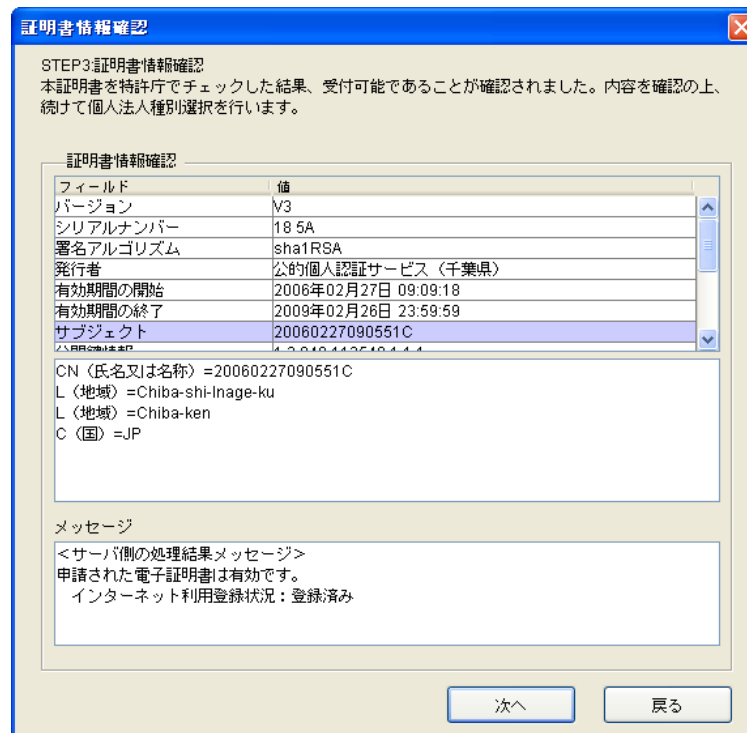 証明書情報確認
STEP3:証明書情報確認
本証明書を特許庁でチェックした結果、受付可能であることが確認されました。内容を確認の上、
続けて個人法人種別選択を行います。
証明書情報確認
フィールド 値
バージョン V3
シリアルナンバー 18 5A
署名アルゴリズム sha1RSA
発行者 公的個人認証サービス（千葉県）
有効期間の開始 2006年02月27日 09:09:18
有効期間の終了 2009年02月26日 23:59:59
サブジェクト 20060227090551C
CN（氏名又は名称）=20060227090551C
L（地域）=Chiba-shi-Inage-ku
L（地域）=Chiba-ken
C（国）=JP
メッセージ
＜サーバ側の処理結果メッセージ＞
申請された電子証明書は有効です。
インターネット利用登録状況：登録済み
次へ 戻る